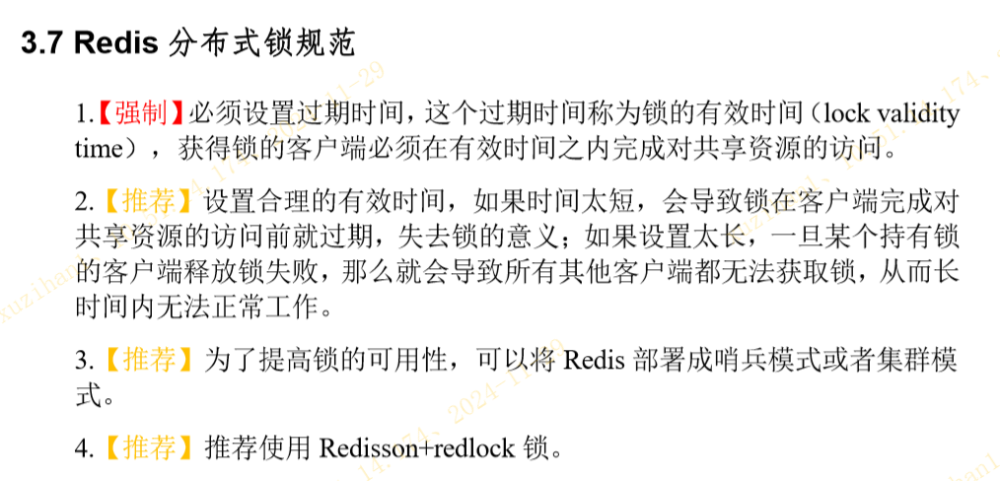 3.7 Redis 分布式锁规范
1.【强制】必须设置过期时间，这个过期时间称为锁的有效时间（lock validity
time），获得锁的客户端必须在有效时间之内完成对共享资源的访问。
2.【推荐】设置合理的有效时间，如果时间太短，会导致锁在客户端完成对
共享资源的访问前就过期，失去锁的意义；如果设置太长，一旦某个持有锁
的客户端释放锁失败，那么就会导致所有其他客户端都无法获取锁，从而长
时间内无法正常工作。
3.【推荐】为了提高锁的可用性，可以将 Redis 部署成哨兵模式或者集群模
式。
4.【推荐】推荐使用 Redisson+redlock 锁。